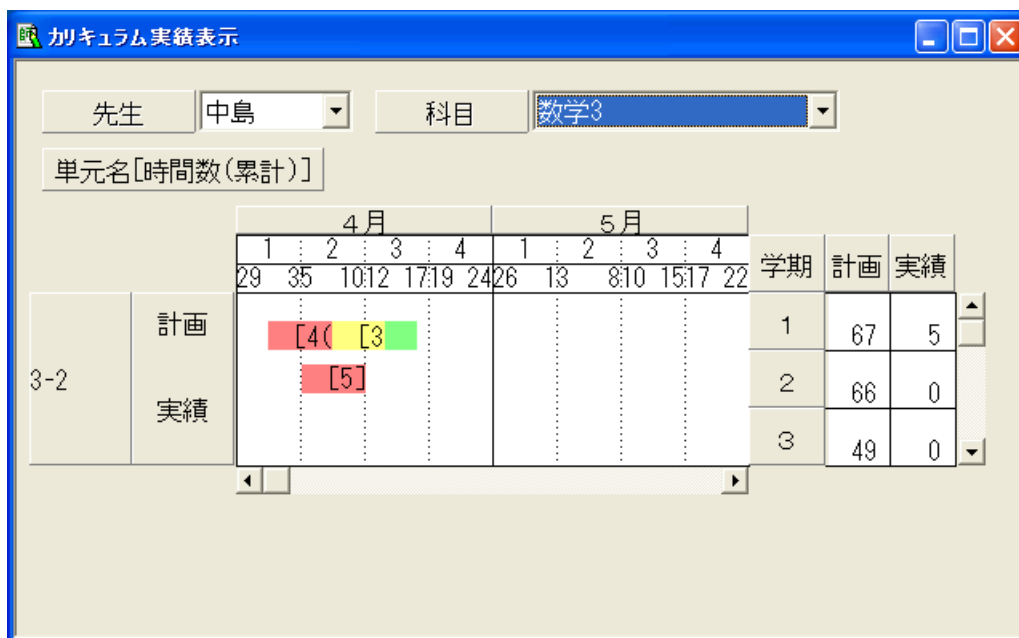 カリキュラム実績表示
先生 中島 科目 数学3
単元名[時間数(累計)]
4月 5月
1 2 3 4 1 2 3 4 学期 計画 実績
29 3 5 10 12 17 19 24 26 1 3 8 10 15 17 22
計画 [4( [3 1 67 5
3-2 [5] 2 66 0
実績
3 49 0